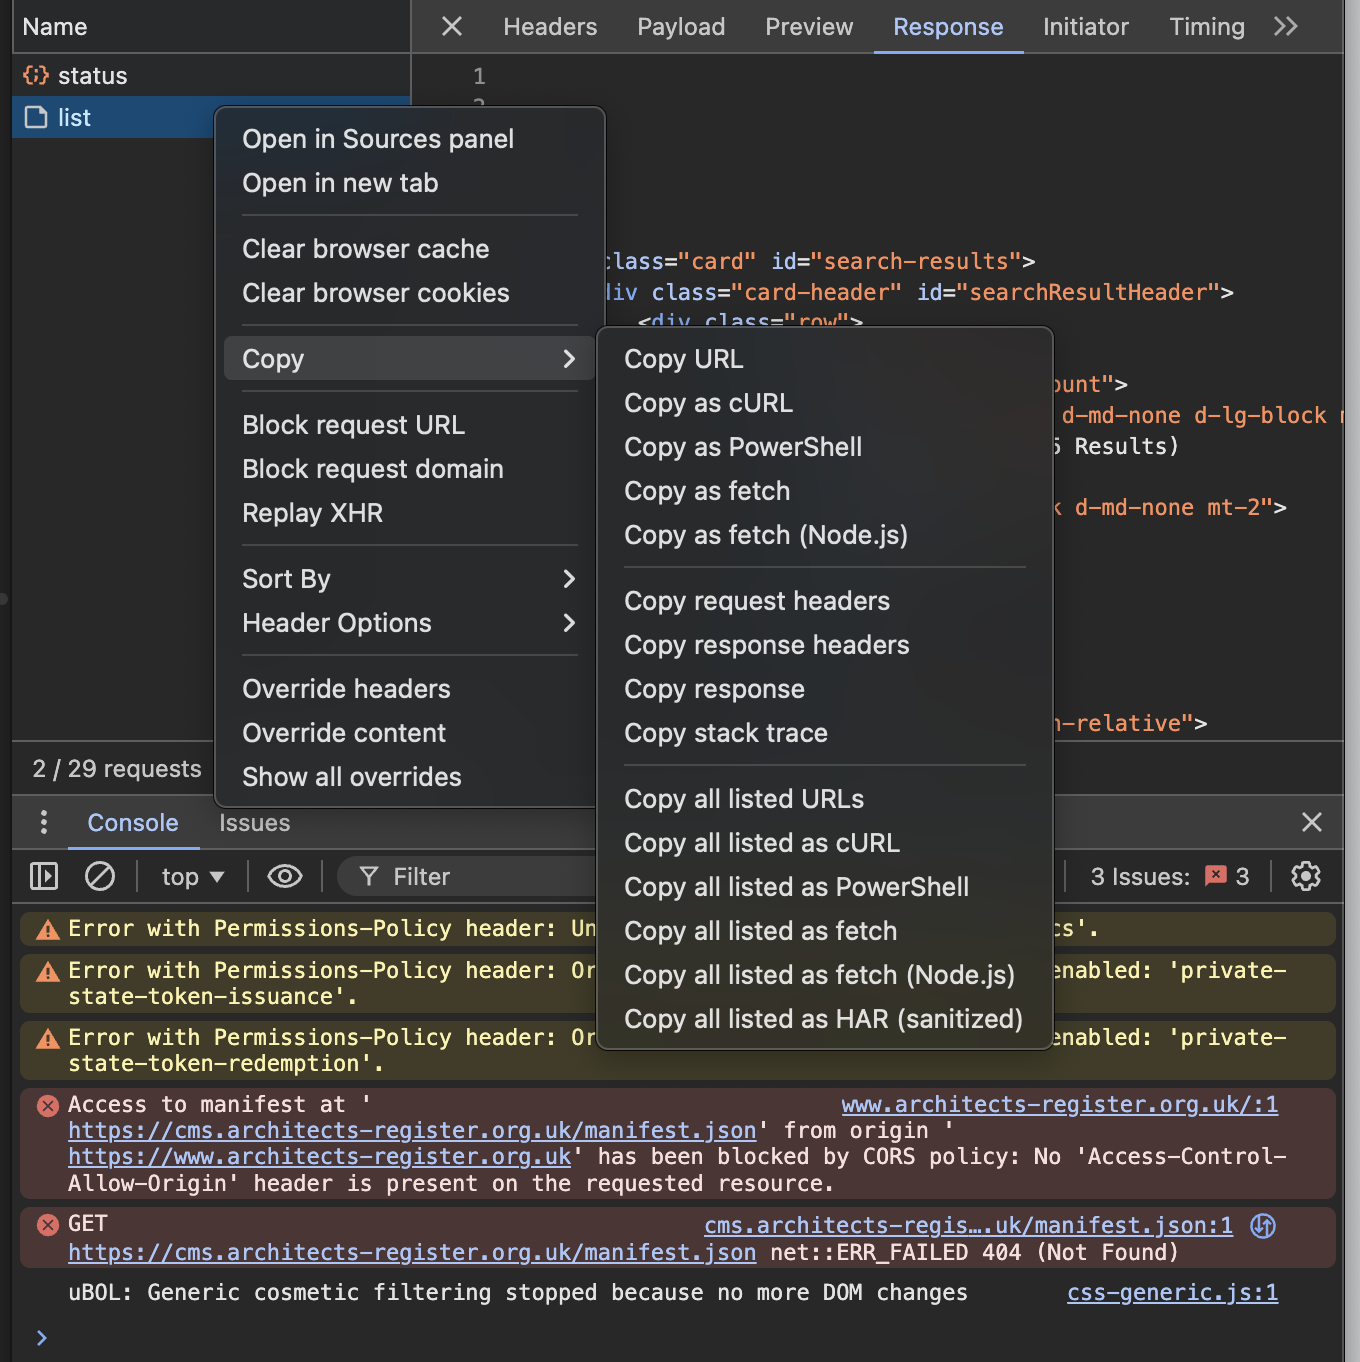 Name
Headers Payload Preview Response Initiator Timing
status
list
1
Open in Sources panel
Open in new tab
Clear browser cache
Clear browser cookies
Copy
Block request URL
Block request domain
Replay XHR
Sort By
Header Options
Override headers
Override content
Show all overrides
class="card" id="search-results">
div class="card-header" id="searchResultHeader">
<div class="row">
Copy URL
Copy as cURL
Copy as PowerShell
Copy as fetch
Copy as fetch (Node.js)
Copy request headers
Copy response headers
Copy response
Copy stack trace
Copy all listed URLs
Copy all listed as cURL
Copy all listed as PowerShell
Copy all listed as fetch
Copy all listed as fetch (Node.js)
Copy all listed as HAR (sanitized)
">
d-md-none d-lg-block
Results)
d-md-none mt-2">
-relative">
2 / 29 requests
Console Issues
top Filter 3 Issues: 3
Error with Permissions-Policy header: Un cs'.
Error with Permissions-Policy header: Or enabled: 'private-
state-token-issuance'.
Error with Permissions-Policy header: Or enabled: 'private-
state-token-redemption'.
Access to manifest at ' www.architects-register.org.uk/:1
https://cms.architects-register.org.uk/manifest.json' from origin '
https://www.architects-register.org.uk' has been blocked by CORS policy: No 'Access-Control-
Allow-Origin' header is present on the requested resource.
GET cms.architects-regis….uk/manifest.json:1
https://cms.architects-register.org.uk/manifest.json net::ERR_FAILED 404 (Not Found)
uBOL: Generic cosmetic filtering stopped because no more DOM changes css-generic.js:1